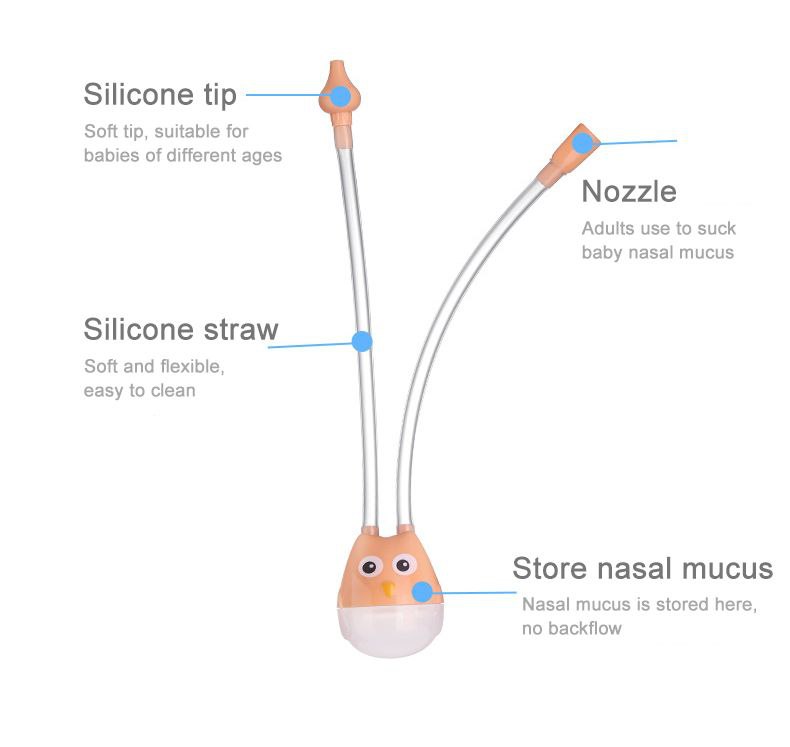 Silicone tip
Soft tip, suitable for
babies of different ages
Nozzle
Adults use to suck
baby nasal mucus
Silicone straw
Soft and flexible,
easy to clean
Store nasal mucus
Nasal mucus is stored here,
no backflow